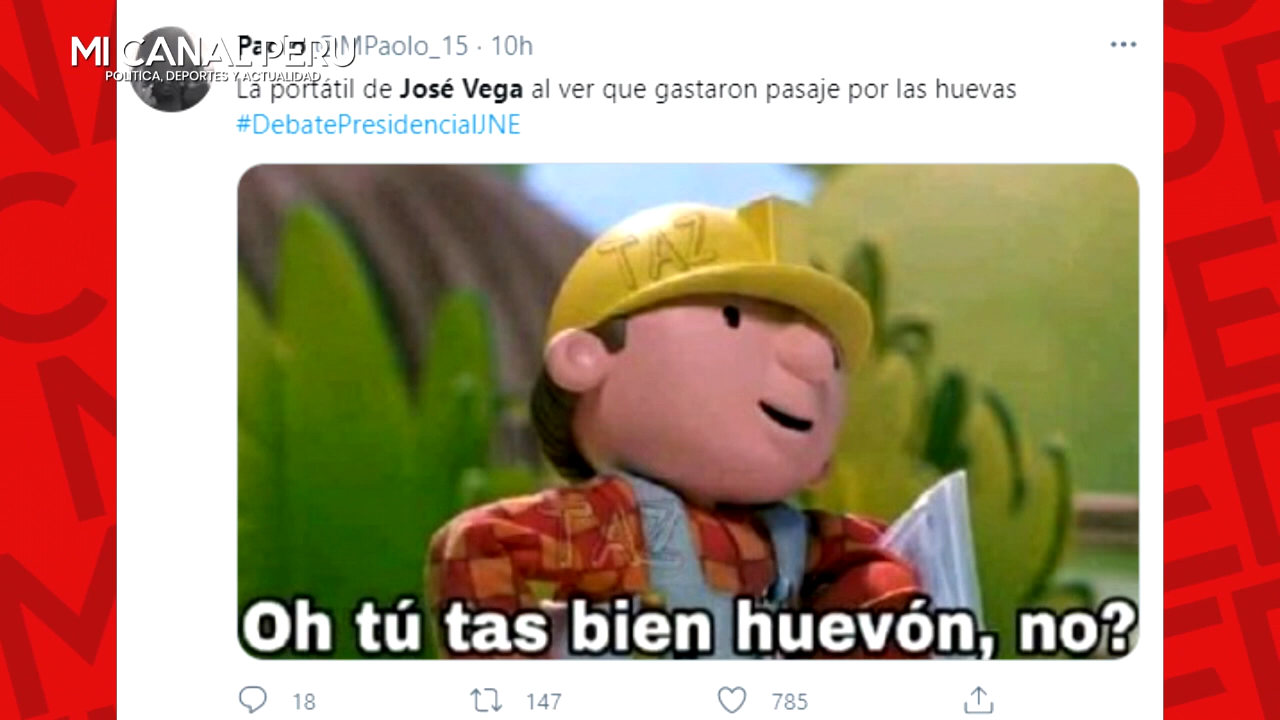 MI CANAL PERU
POLITICA, DEPORTES Y ACTUALIDAD
MPaolo_15 · 10h
La portátil de José Vega al ver que gastaron pasaje por las huevas
#DebatePresidencialJNE
TAZ
TAZ
Oh tú tas bien huevón, no?
18
147
785